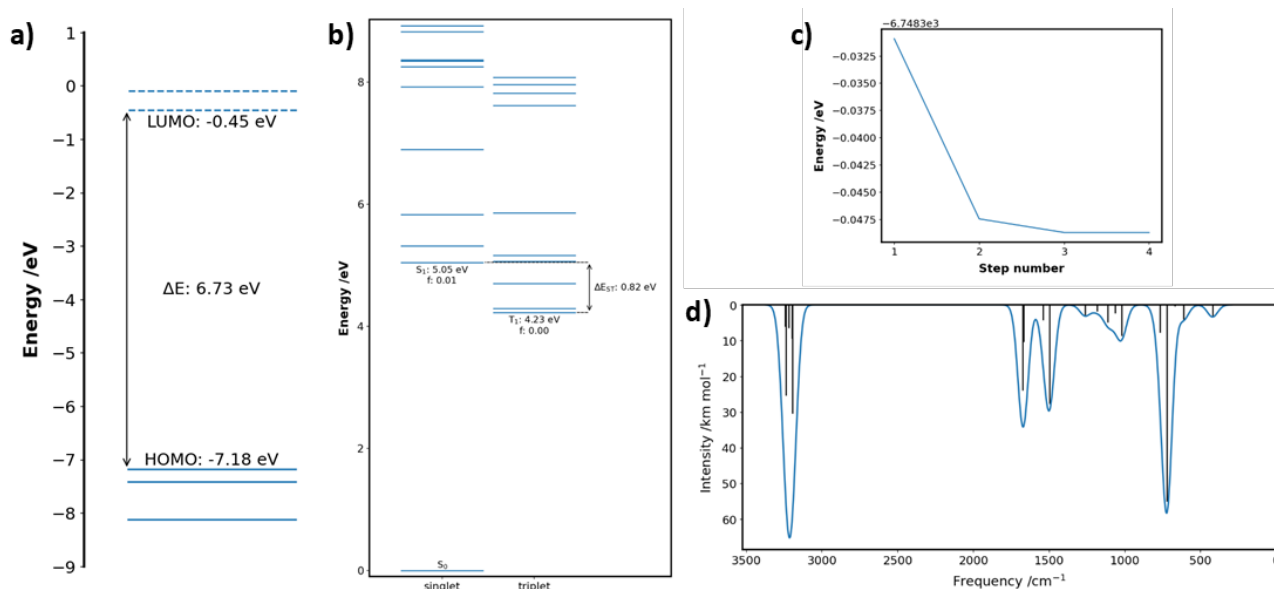 a)
1
0
−1
−2
−3
−4
−5
−6
−7
−8
−9
Energy /eV
LUMO: -0.45 eV
ΔE: 6.73 eV
HOMO: -7.18 eV
b)
8
6
4
2
0
Energy /eV
S₁: 5.05 eV
f: 0.01
ΔE_ST: 0.82 eV
T₁: 4.23 eV
f: 0.00
S₀
singlet
triplet
c)
−6.7483e3
−0.0325
−0.0350
−0.0375
−0.0400
−0.0425
−0.0450
−0.0475
Energy /eV
1
2
3
4
Step number
d)
0
10
20
30
40
50
60
Intensity /km mol⁻¹
3500
3000
2500
2000
1500
1000
500
0
Frequency /cm⁻¹